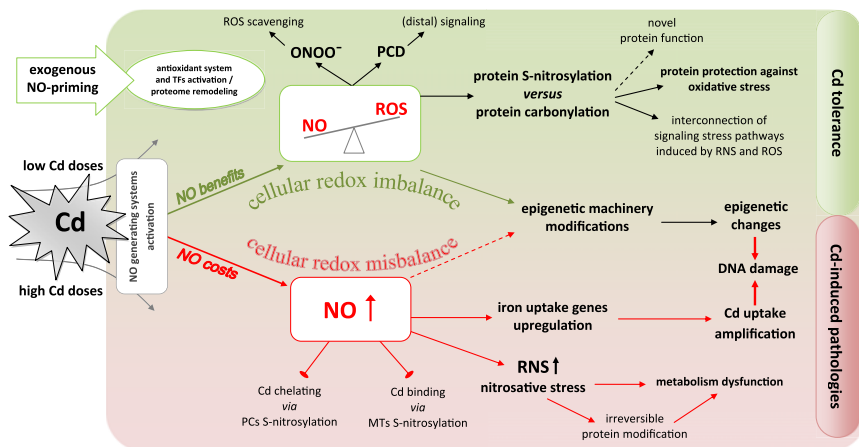 ROS scavenging
(distal) signaling
ONOO⁻
PCD
novel
protein function
exogenous
NO-priming
antioxidant system
and TFs activation /
proteome remodeling
NO
ROS
protein S-nitrosylation
versus
protein carbonylation
protein protection against
oxidative stress
interconnection of
signaling stress pathways
induced by RNS and ROS
Cd tolerance
low Cd doses
Cd
high Cd doses
NO generating systems
activation
NO benefits
cellular redox imbalance
epigenetic machinery
modifications
epigenetic
changes
NO costs
cellular redox misbalance
DNA damage
NO ↑
iron uptake genes
upregulation
Cd uptake
amplification
RNS ↑
nitrosative stress
metabolism dysfunction
Cd chelating
via
PCs S-nitrosylation
Cd binding
via
MTs S-nitrosylation
irreversible
protein modification
Cd-induced pathologies